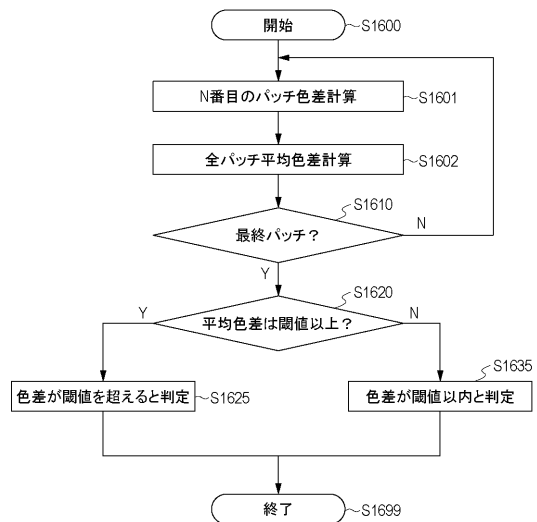 開始
S1600
N番目のパッチ色差計算
S1601
全パッチ平均色差計算
S1602
S1610
最終パッチ？
N
Y
S1620
平均色差は閾値以上？
Y
N
色差が閾値を超えると判定
S1625
S1635
色差が閾値以内と判定
終了
S1699